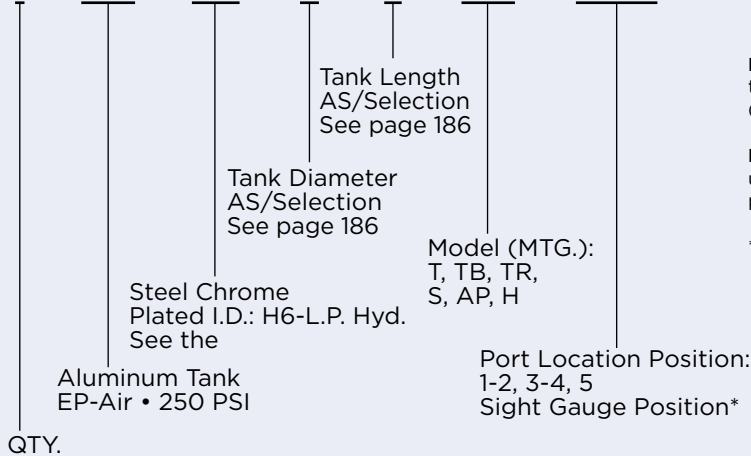 Tank Length
AS/Selection
See page 186
Tank Diameter
AS/Selection
See page 186
Model (MTG.):
T, TB, TR,
S, AP, H
Steel Chrome
Plated I.D.: H6-L.P. Hyd.
See the
Port Location Position:
1-2, 3-4, 5
Sight Gauge Position*
Aluminum Tank
EP-Air • 250 PSI
QTY.